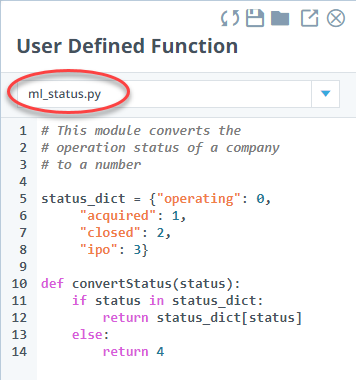 User Defined Function
ml_status.py
1 # This module converts the
2 # operation status of a company
3 # to a number
4
5 status_dict = {"operating": 0,
6      "acquired": 1,
7      "closed": 2,
8      "ipo": 3}
9
10 def convertStatus(status):
11     if status in status_dict:
12         return status_dict[status]
13     else:
14         return 4